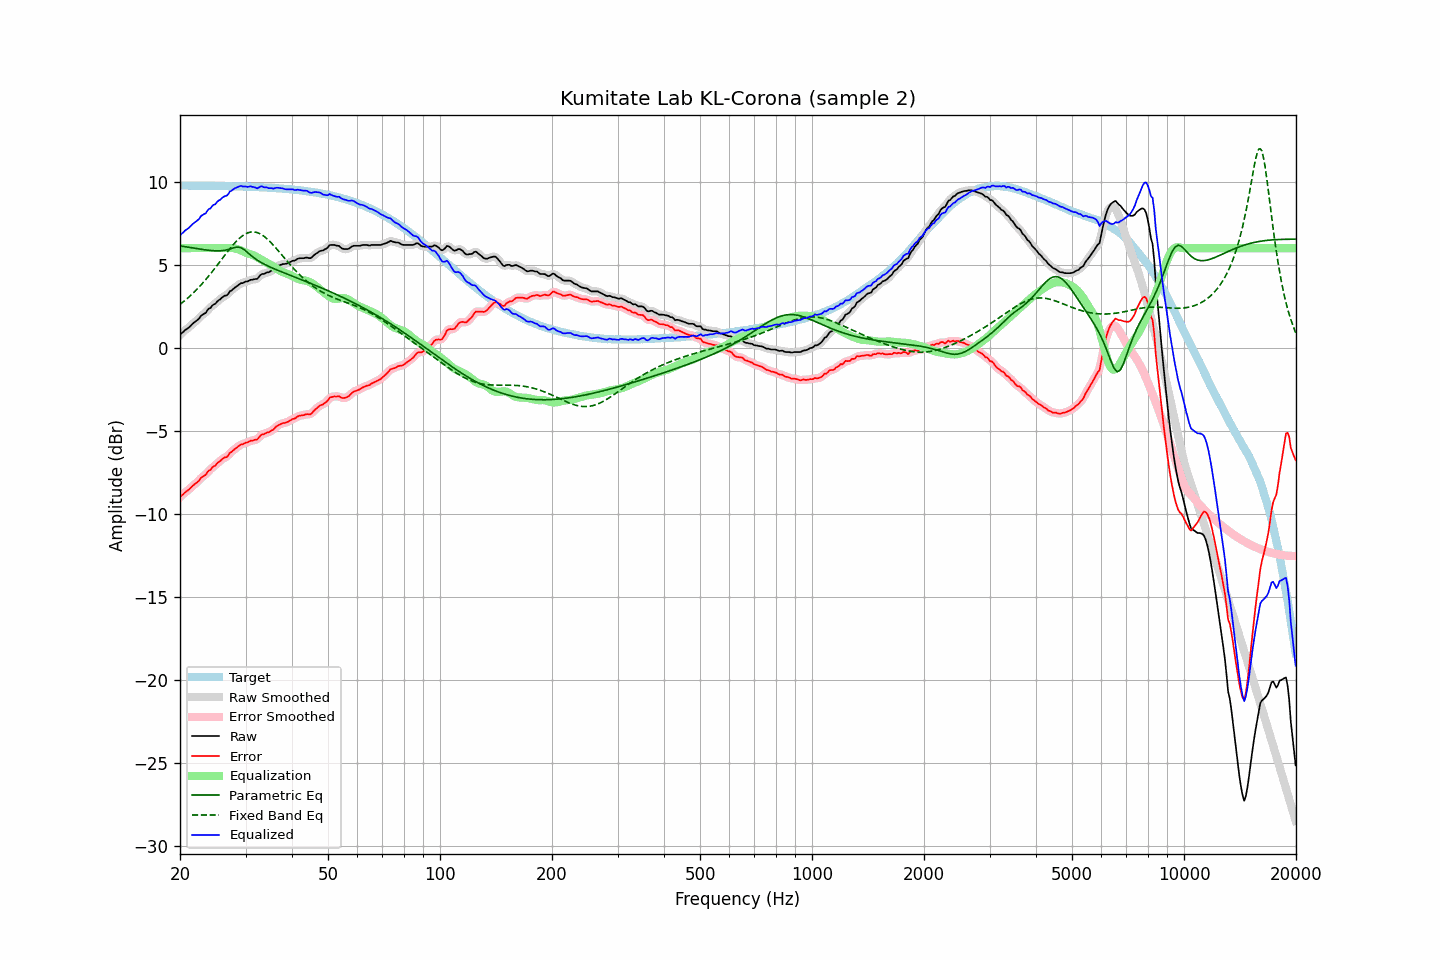 Kumitate Lab KL-Corona (sample 2)
10
5
0
−5
−10
−15
−20
−25
−30
Amplitude (dBr)
Target
Raw Smoothed
Error Smoothed
Raw
Error
Equalization
Parametric Eq
Fixed Band Eq
Equalized
20 50 100 200 500 1000 2000 5000 10000 20000
Frequency (Hz)